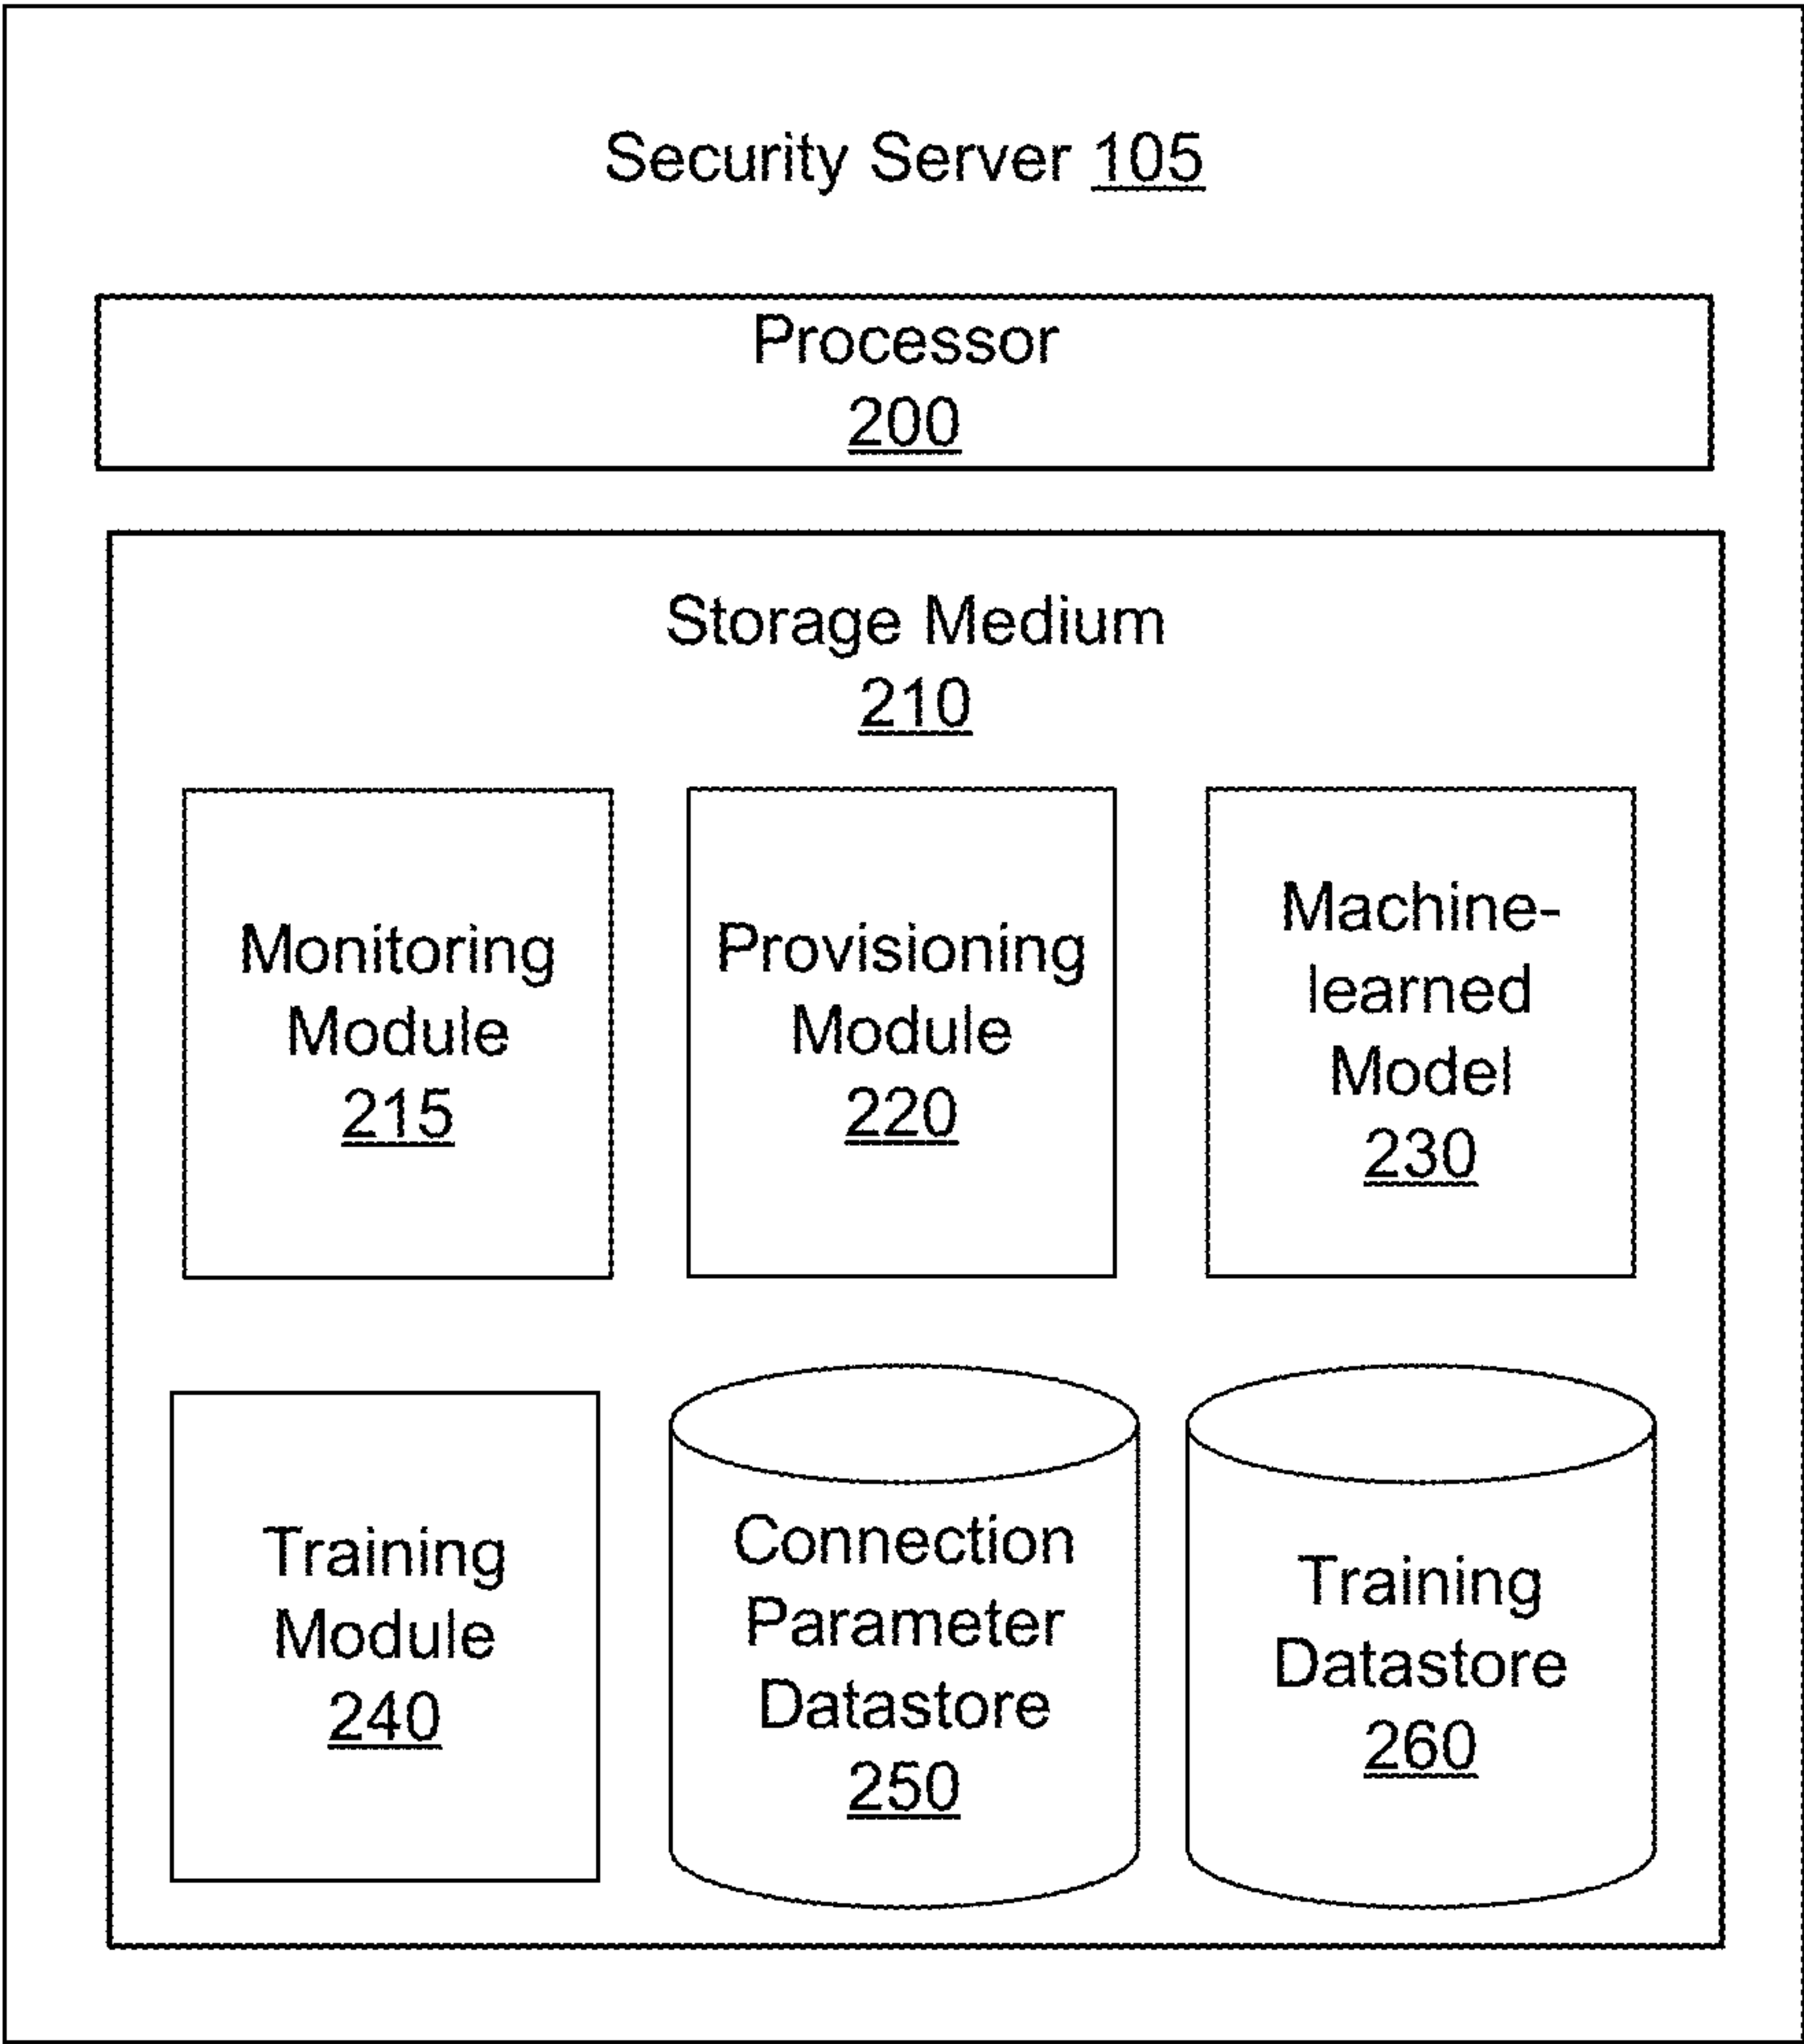 Security Server 105
Processor
200
Storage Medium
210
Monitoring
Module
215
Provisioning
Module
220
Machine-
learned
Model
230
Training
Module
240
Connection
Parameter
Datastore
250
Training
Datastore
260